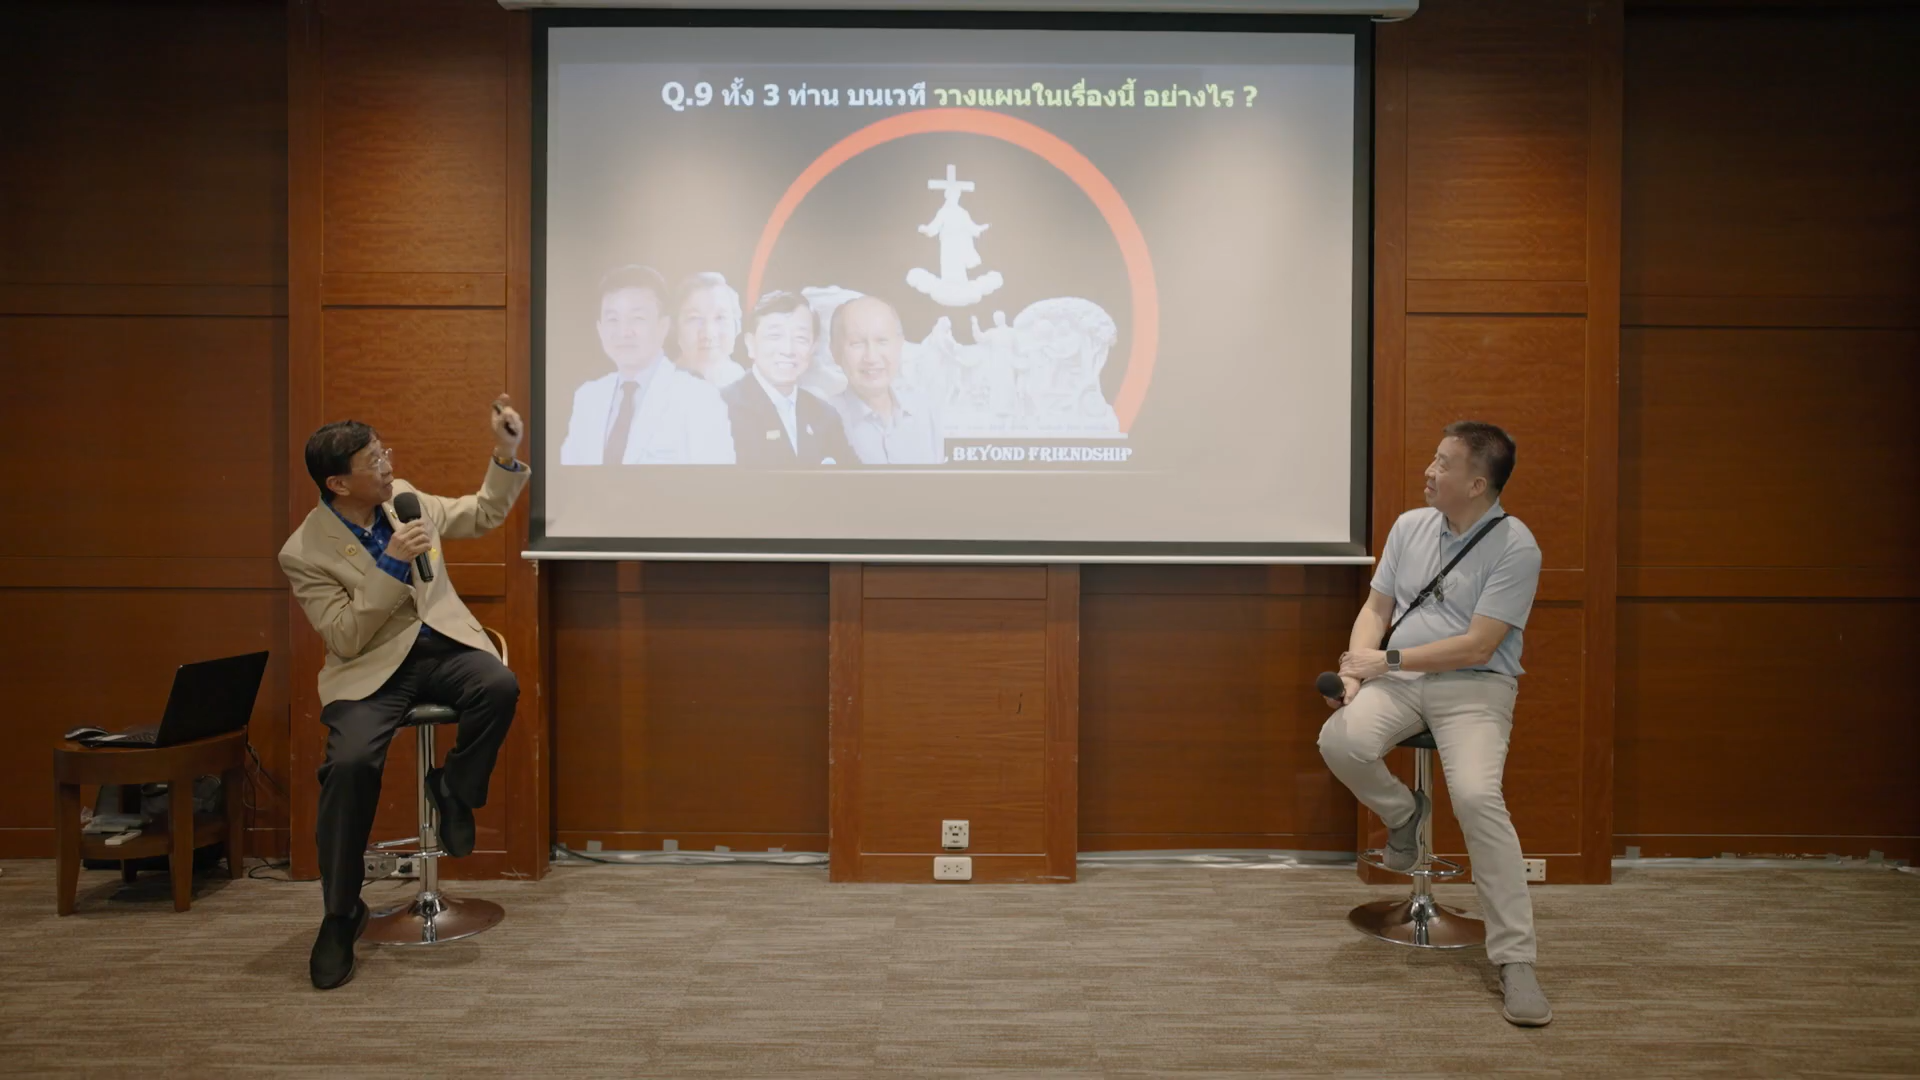 Q.9 ทั้ง 3 ท่าน บนเวที วางแผนในเรื่องนี้ อย่างไร ?
BEYOND FRIENDSHIP